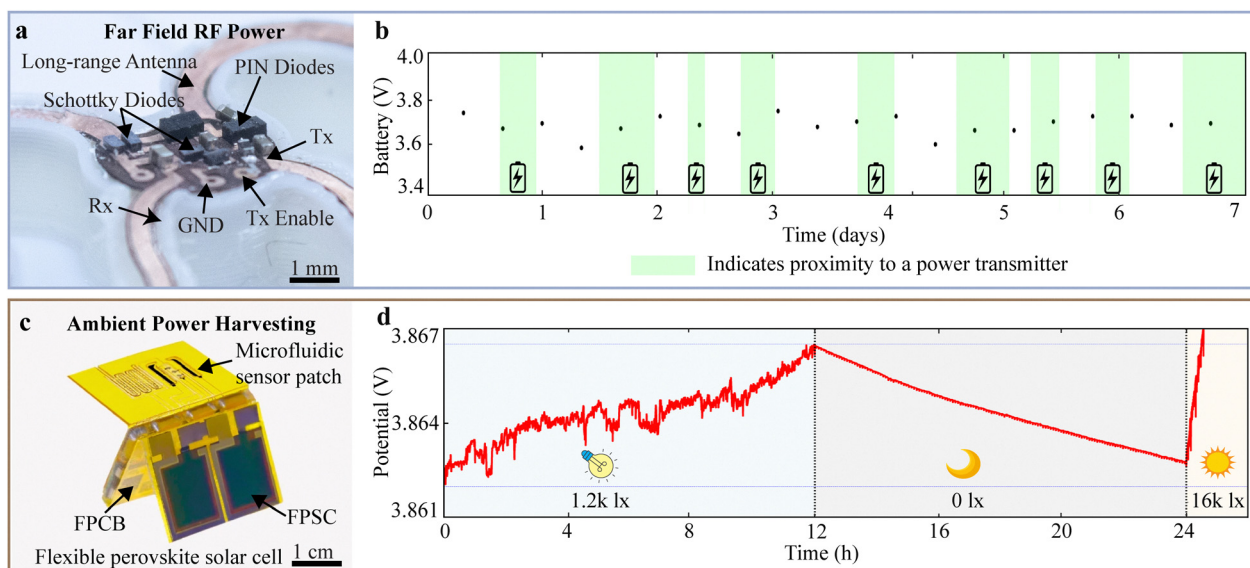 a
Far Field RF Power
Long-range Antenna
PIN Diodes
Schottky Diodes
Tx
Rx
GND
Tx Enable
1 mm
b
4.0
3.8
3.6
3.4
Battery (V)
0 1 2 3 4 5 6 7
Time (days)
Indicates proximity to a power transmitter
c
Ambient Power Harvesting
Microfluidic
sensor patch
FPCB
FPSC
Flexible perovskite solar cell
1 cm
d
3.867
3.864
3.861
Potential (V)
1.2k lx
0 lx
16k lx
0 4 8 12 16 20 24
Time (h)